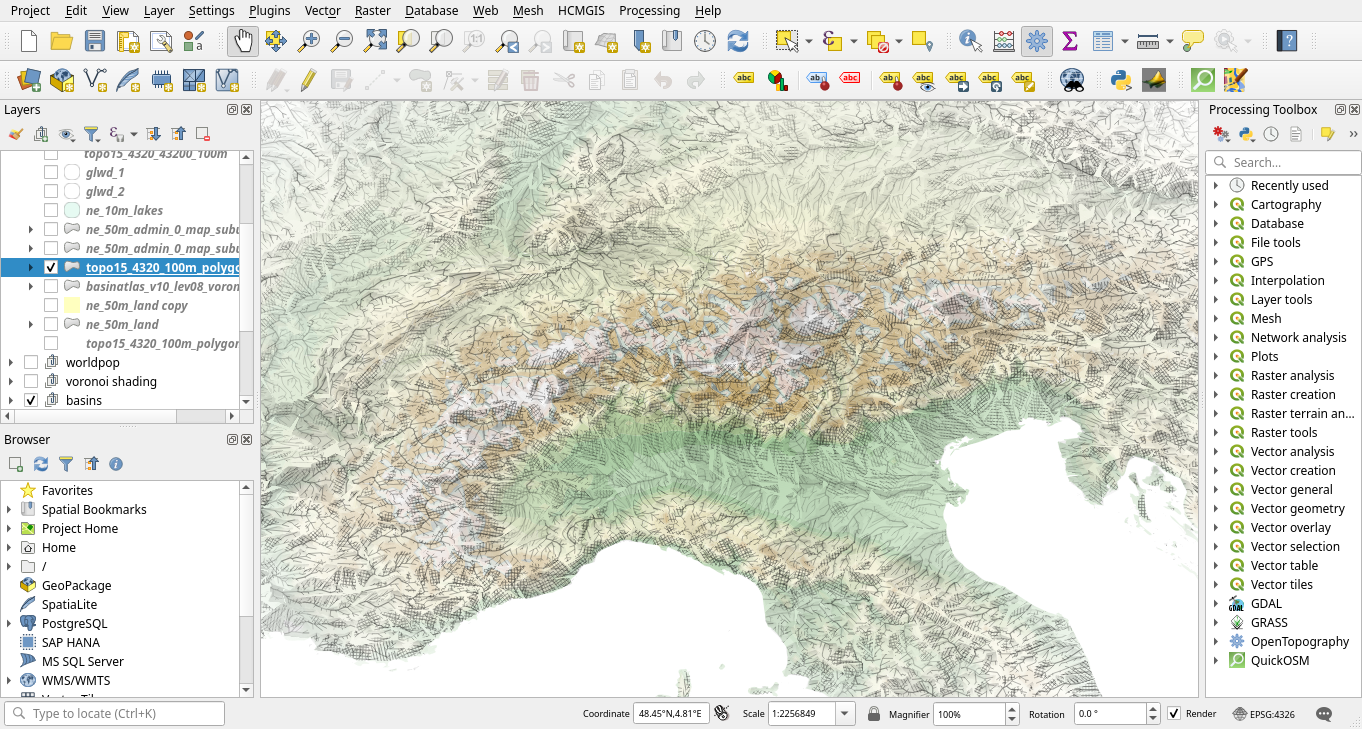 Project Edit View Layer Settings Plugins Vector Raster Database Web Mesh HCMGIS Processing Help
Layers
topo15_4320_43200_100m
glwd_1
glwd_2
ne_10m_lakes
ne_50m_admin_0_map_subu
ne_50m_admin_0_map_subu
topo15_4320_100m_polygo
basinatlas_v10_lev08_voron
ne_50m_land copy
ne_50m_land
topo15_4320_100m_polygon
worldpop
voronoi shading
basins
Browser
Favorites
Spatial Bookmarks
Project Home
Home
/
GeoPackage
SpatiaLite
PostgreSQL
SAP HANA
MS SQL Server
WMS/WMTS
Processing Toolbox
Search...
Recently used
Cartography
Database
File tools
GPS
Interpolation
Layer tools
Mesh
Network analysis
Plots
Raster analysis
Raster creation
Raster terrain an...
Raster tools
Vector analysis
Vector creation
Vector general
Vector geometry
Vector overlay
Vector selection
Vector table
Vector tiles
GDAL
GRASS
OpenTopography
QuickOSM
Type to locate (Ctrl+K)
Coordinate 48.45°N,4.81°E Scale 1:2256849 Magnifier 100% Rotation 0.0 ° Render EPSG:4326